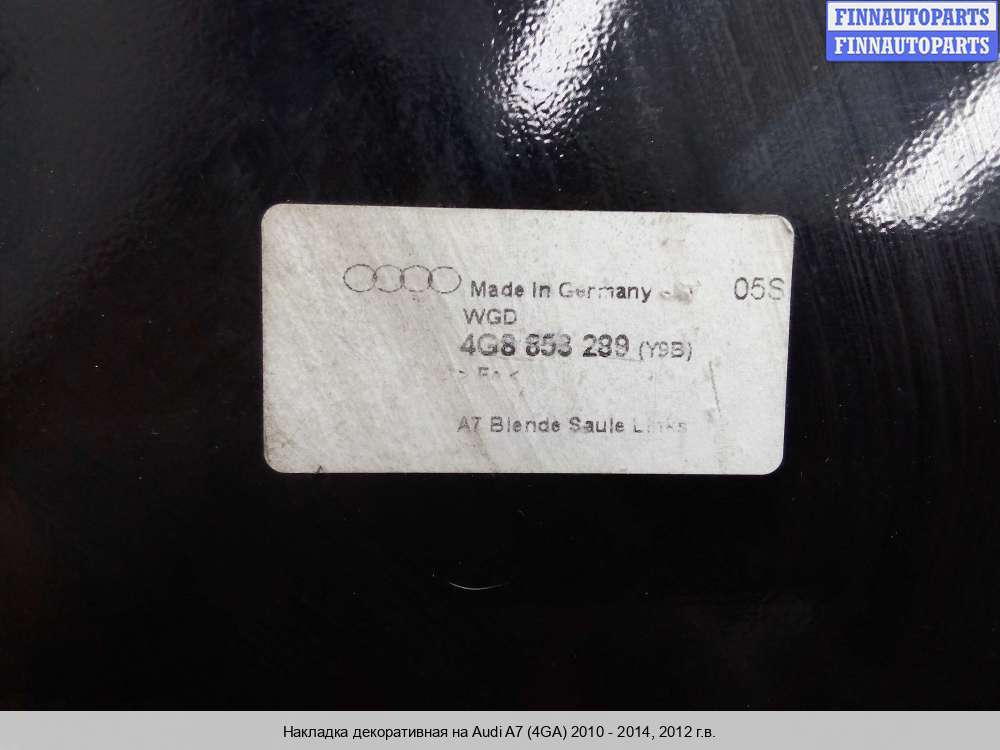 FINNAUTOPARTS
FINNAUTOPARTS
Made in Germany
05S
WGD
4G8 853 289 (Y9B)
A7 Blende Saule Links
Накладка декоративная на Audi A7 (4GA) 2010 - 2014, 2012 г.в.